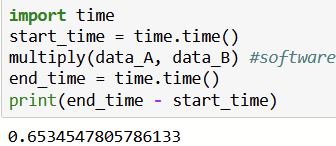 import time
start_time = time.time()
multiply(data_A, data_B) #software
end_time = time.time()
print(end_time - start_time)
0.6534547805786133